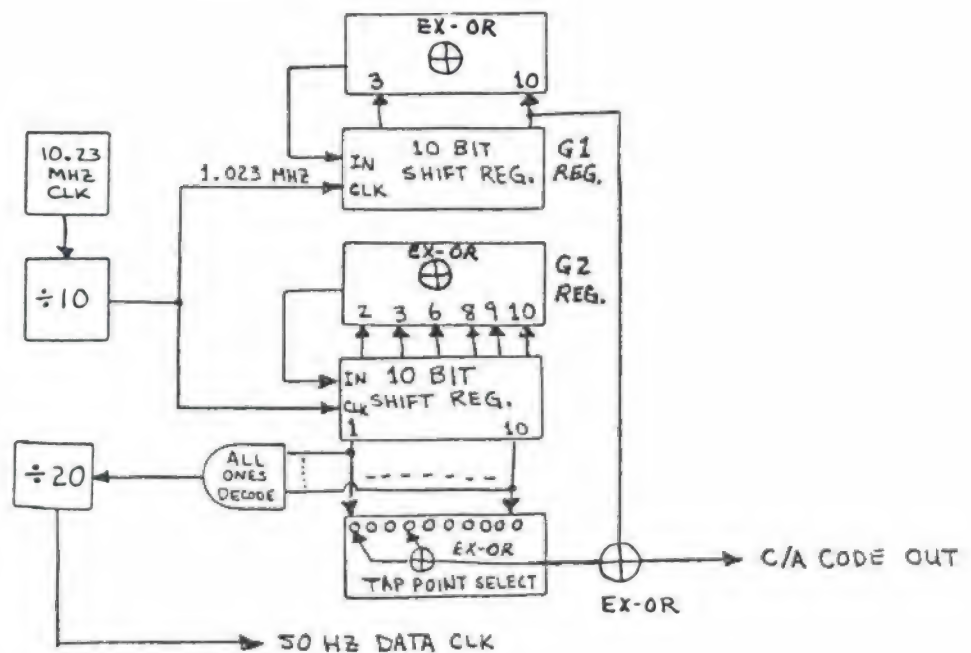 EX-OR
3 10
10.23
MHZ
CLK
1.023 MHZ
IN
CLK
10 BIT
SHIFT REG.
G1
REG.
÷10
EX-OR
2 3 6 8 9 10
G2
REG.
IN
CLK
10 BIT
SHIFT REG.
1 10
÷20
ALL
ONES
DECODE
EX-OR
TAP POINT SELECT
EX-OR
C/A CODE OUT
50 HZ DATA CLK